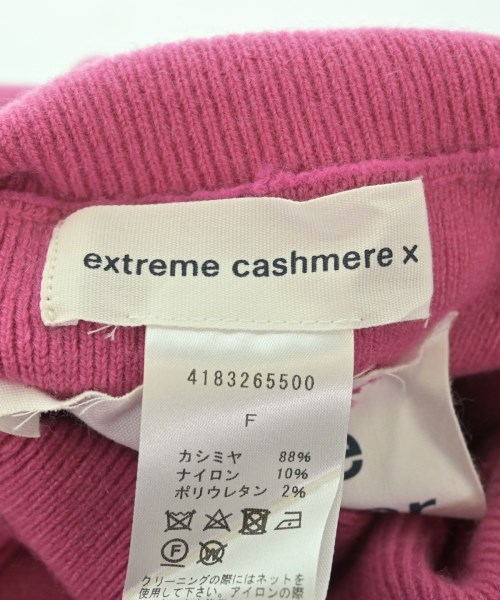 extreme cashmere x
4183265500
F
カシミヤ 88%
ナイロン 10%
ポリウレタン 2%
F W
クリーニングの際にはネットを
使用して下さい。アイロンの際
e
er